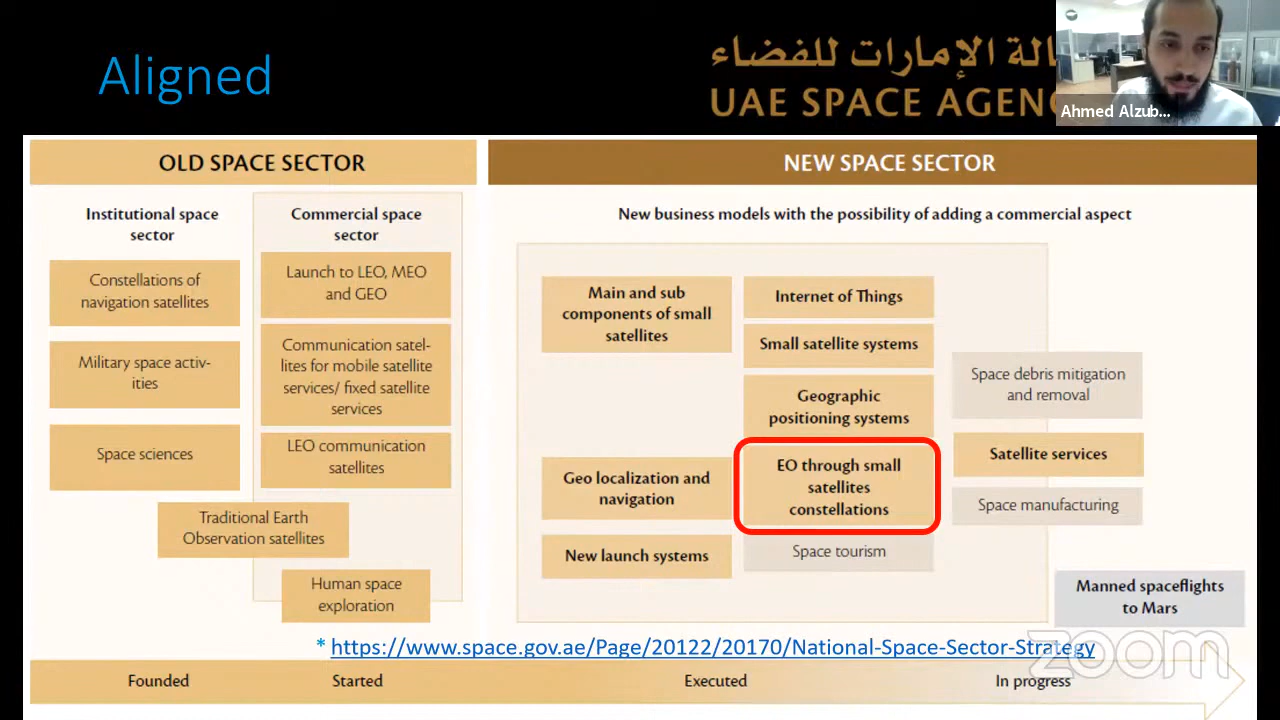 Aligned
الة الإمارات للفضاء
UAE SPACE AGEN
Ahmed Alzub...
OLD SPACE SECTOR
NEW SPACE SECTOR
Institutional space
sector
Commercial space
sector
New business models with the possibility of adding a commercial aspect
Constellations of
navigation satellites
Launch to LEO, MEO
and GEO
Military space activ-
ities
Communication satel-
lites for mobile satellite
services/ fixed satellite
services
Space sciences
LEO communication
satellites
Traditional Earth
Observation satellites
Human space
exploration
Main and sub
components of small
satellites
Internet of Things
Small satellite systems
Geographic
positioning systems
Space debris mitigation
and removal
Geo localization and
navigation
EO through small
satellites
constellations
Satellite services
Space manufacturing
New launch systems
Space tourism
Manned spaceflights
to Mars
* https://www.space.gov.ae/Page/20122/20170/National-Space-Sector-Strategy
zoom
Founded
Started
Executed
In progress